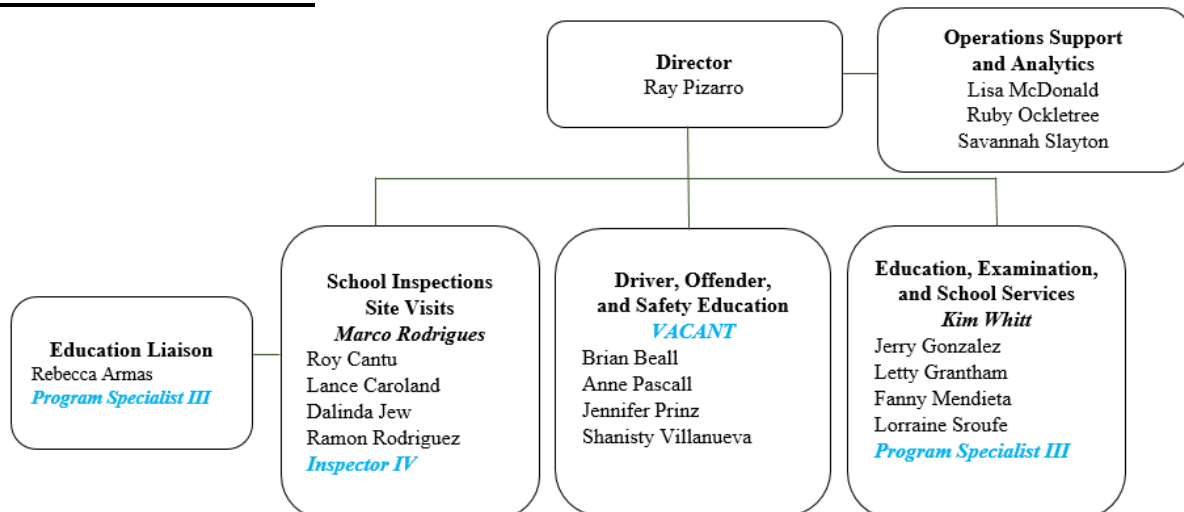 Director
Ray Pizarro
Operations Support
and Analytics
Lisa McDonald
Ruby Ockletree
Savannah Slayton
Education Liaison
Rebecca Armas
Program Specialist III
School Inspections
Site Visits
Marco Rodrigues
Roy Cantu
Lance Caroland
Dalinda Jew
Ramon Rodriguez
Inspector IV
Driver, Offender,
and Safety Education
VACANT
Brian Beall
Anne Pascall
Jennifer Prinz
Shanisty Villanueva
Education, Examination,
and School Services
Kim Whitt
Jerry Gonzalez
Letty Grantham
Fanny Mendieta
Lorraine Sroufe
Program Specialist III